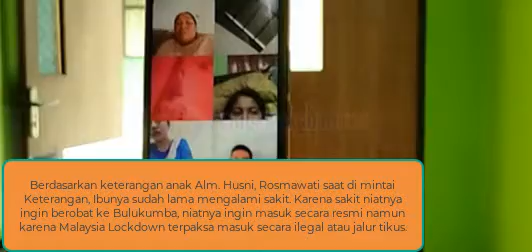 Berdasarkan keterangan anak Alm. Husni, Rosmawati saat di mintai
Keterangan, Ibunya sudah lama mengalami sakit. Karena sakit niatnya
ingin berobat ke Bulukumba, niatnya ingin masuk secara resmi namun
karena Malaysia Lockdown terpaksa masuk secara ilegal atau jalur tikus.